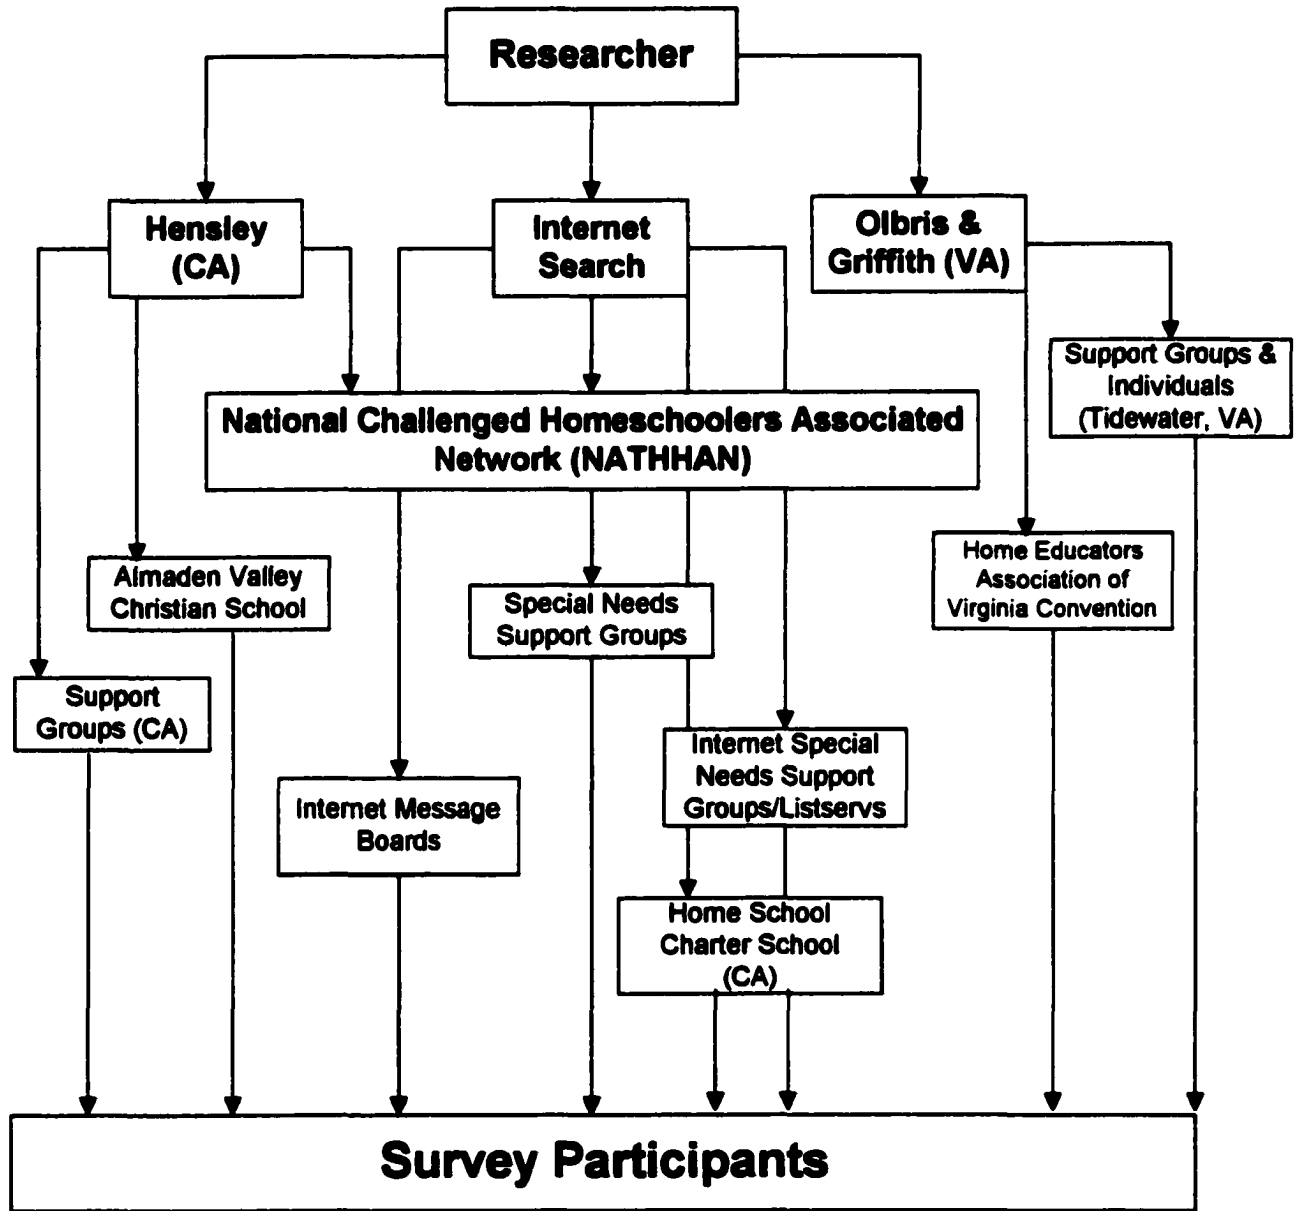 Researcher
Hensley
(CA)
Internet
Search
Olbris &
Griffith (VA)
Support Groups &
Individuals
(Tidewater, VA)
National Challenged Homeschoolers Associated
Network (NATHHAN)
Home Educators
Association of
Virginia Convention
Almaden Valley
Christian School
Special Needs
Support Groups
Support
Groups (CA)
Internet Special
Needs Support
Groups/Listservs
Internet Message
Boards
Home School
Charter School
(CA)
Survey Participants